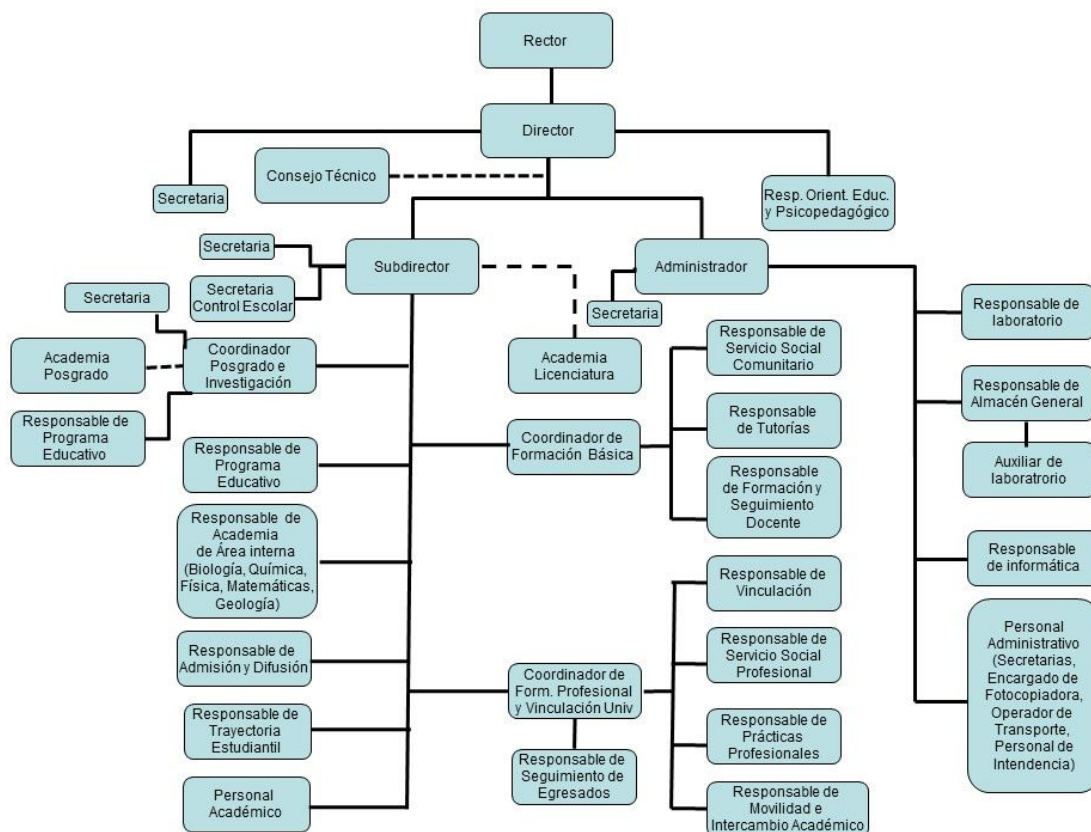 Rector
Director
Consejo Técnico
Secretaria
Resp. Orient. Educ.
y Psicopedagógico
Secretaria
Subdirector
Administrador
Secretaria
Control Escolar
Secretaria
Secretaria
Responsable de
laboratorio
Academia
Posgrado
Coordinador
Posgrado e
Investigación
Academia
Licenciatura
Responsable de
Servicio Social
Comunitario
Responsable de
Almacén General
Responsable de
Programa
Educativo
Responsable
de Tutorías
Coordinador de
Formación Básica
Auxiliar de
laboratrorio
Responsable de
Programa
Educativo
Responsable
de Formación y
Seguimiento
Docente
Responsable de
Academia
de Área interna
(Biología, Química,
Física, Matemáticas,
Geología)
Responsable
de informática
Responsable de
Vinculación
Responsable de
Admisión y Difusión
Coordinador de
Form. Profesional
y Vinculación Univ
Responsable de
Servicio Social
Profesional
Personal
Administrativo
(Secretarias,
Encargado de
Fotocopiadora,
Operador de
Transporte,
Personal de
Intendencia)
Responsable de
Trayectoria
Estudiantil
Responsable de
Prácticas
Profesionales
Responsable de
Seguimiento de
Egresados
Personal
Académico
Responsable de
Movilidad e
Intercambio Académico